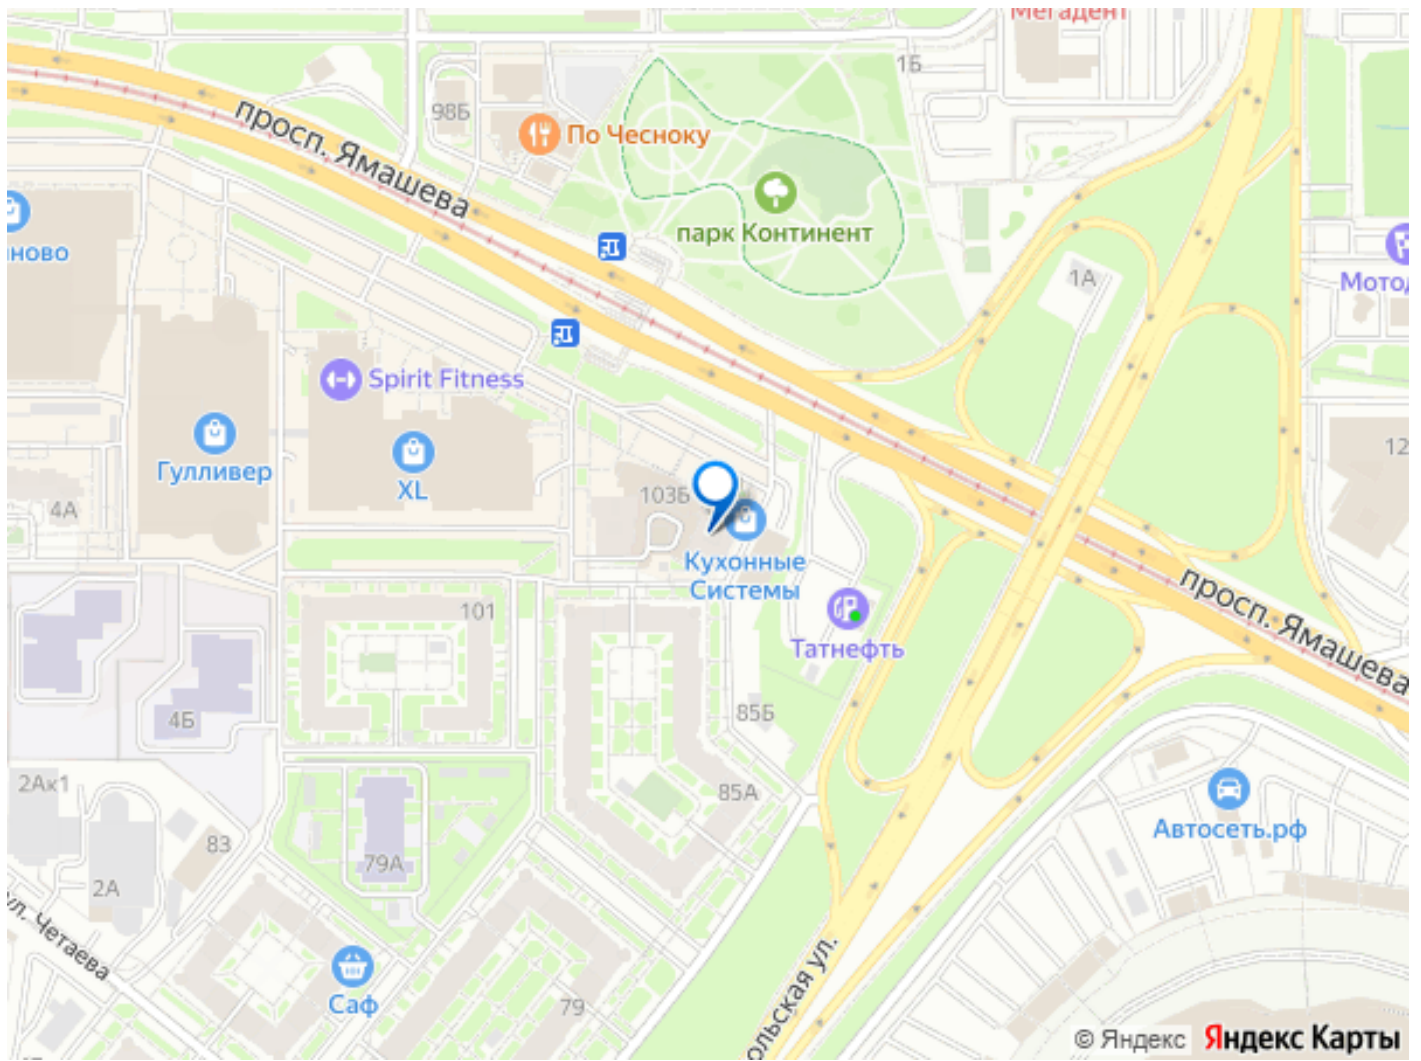 Мегадент
1Б
98Б
По Чесноку
просп. Ямашева
парк Континент
1А
Мотод
ново
Spirit Fitness
Гулливер
XL
4А
103Б
12
Кухонные
Системы
просп. Ямашева
Татнефть
101
4Б
85Б
2Ак1
85А
Автосеть.рф
83
79А
2А
ул. Четаева
Саф
79
ольская ул.
© Яндекс Яндекс Карты